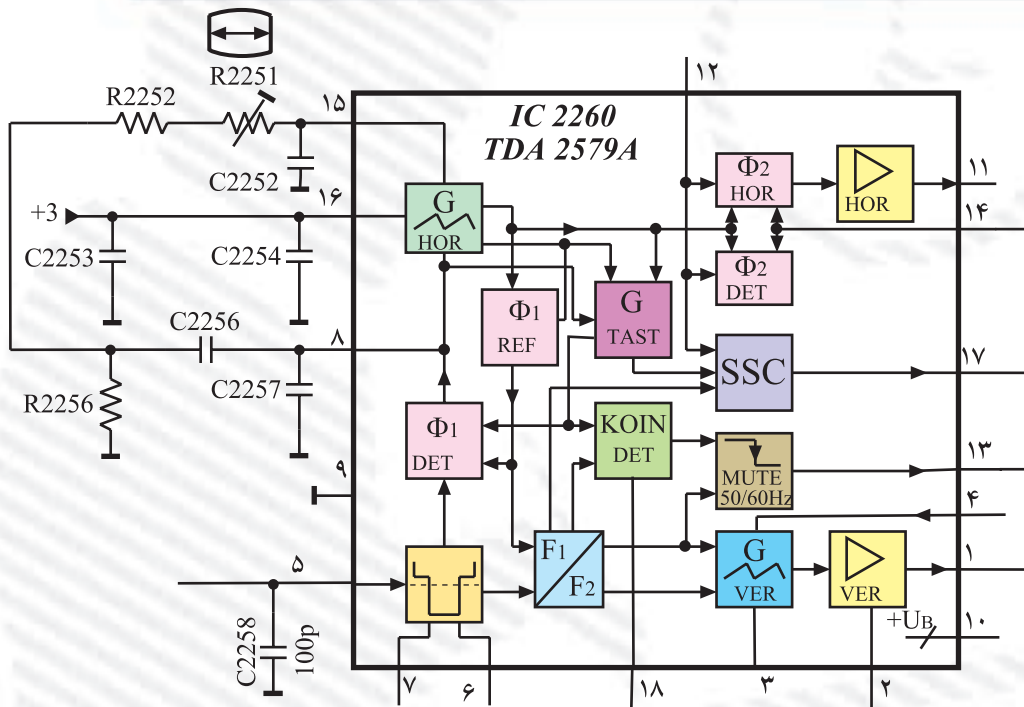 R2251
R2252
۱۵
C2252
IC 2260
TDA 2579A
۱۲
Φ2
HOR
HOR
۱۱
+3
۱۶
G
HOR
۱۴
C2253
C2254
Φ2
DET
Φ1
REF
G
TAST
C2256
۸
SSC
۱۷
R2256
C2257
Φ1
DET
KOIN
DET
MUTE
50/60Hz
۱۳
۹
۴
۵
F1
F2
G
VER
VER
۱
+UB
۱۰
C2258
100p
۷
۶
۱۸
۳
۲